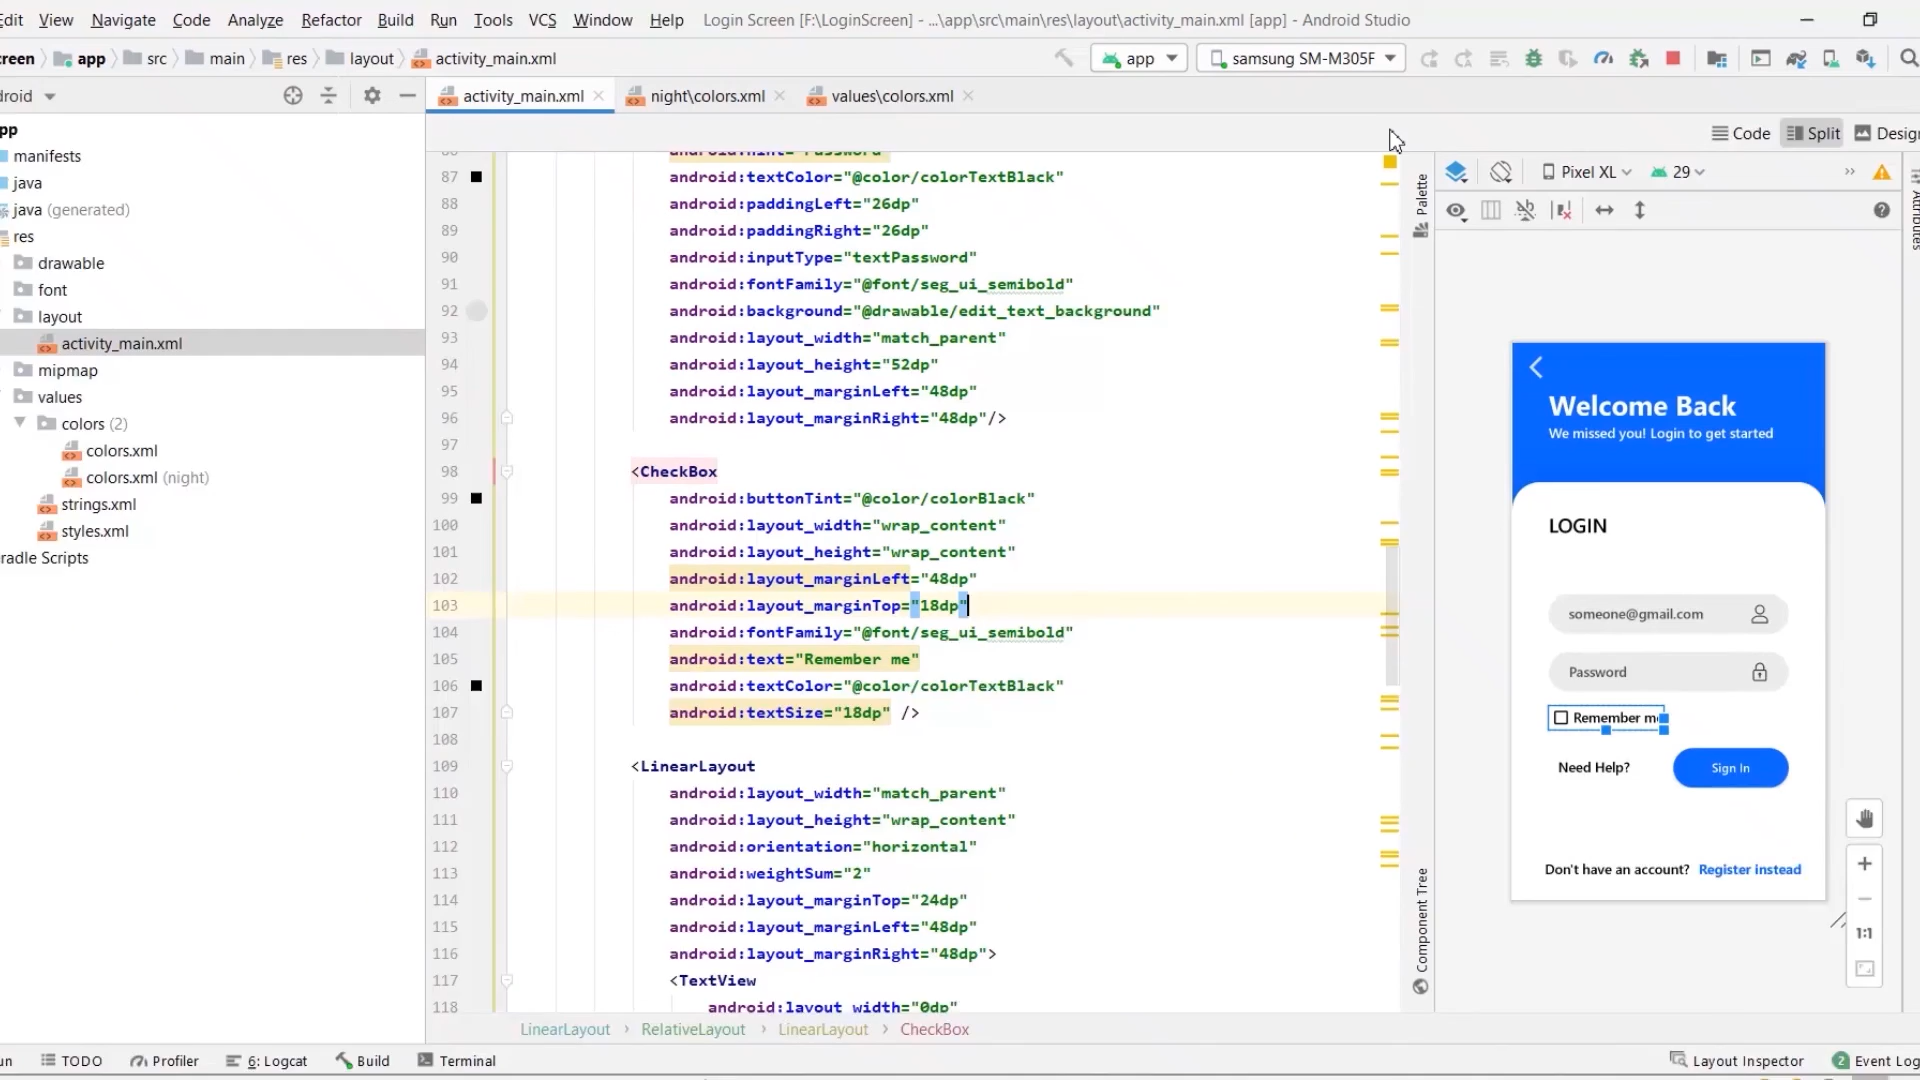 Edit View Navigate Code Analyze Refactor Build Run Tools VCS Window Help Login Screen [F:\LoginScreen] - ...\app\src\main\res\layout\activity_main.xml [app] - Android Studio
creen app src main res layout activity_main.xml app samsung SM-M305F
droid activity_main.xml night\colors.xml values\colors.xml
Code Split Design
pp
manifests
java
java (generated)
res
drawable
font
layout
activity_main.xml
mipmap
values
colors (2)
colors.xml
colors.xml (night)
strings.xml
styles.xml
radle Scripts
86 android:hint="Password"
87 android:textColor="@color/colorTextBlack"
88 android:paddingLeft="26dp"
89 android:paddingRight="26dp"
90 android:inputType="textPassword"
91 android:fontFamily="@font/seg_ui_semibold"
92 android:background="@drawable/edit_text_background"
93 android:layout_width="match_parent"
94 android:layout_height="52dp"
95 android:layout_marginLeft="48dp"
96 android:layout_marginRight="48dp"/>
97
98 <CheckBox
99 android:buttonTint="@color/colorBlack"
100 android:layout_width="wrap_content"
101 android:layout_height="wrap_content"
102 android:layout_marginLeft="48dp"
103 android:layout_marginTop="18dp"
104 android:fontFamily="@font/seg_ui_semibold"
105 android:text="Remember me"
106 android:textColor="@color/colorTextBlack"
107 android:textSize="18dp" />
108
109 <LinearLayout
110 android:layout_width="match_parent"
111 android:layout_height="wrap_content"
112 android:orientation="horizontal"
113 android:weightSum="2"
114 android:layout_marginTop="24dp"
115 android:layout_marginLeft="48dp"
116 android:layout_marginRight="48dp">
117 <TextView
118 android:layout_width="0dp"
LinearLayout › RelativeLayout › LinearLayout › CheckBox
Palette
Component Tree
Pixel XL 29
Attributes
Welcome Back
We missed you! Login to get started
LOGIN
someone@gmail.com
Password
Remember m
Need Help? Sign In
Don't have an account? Register instead
1:1
un TODO Profiler 6: Logcat Build Terminal Layout Inspector 2 Event Log